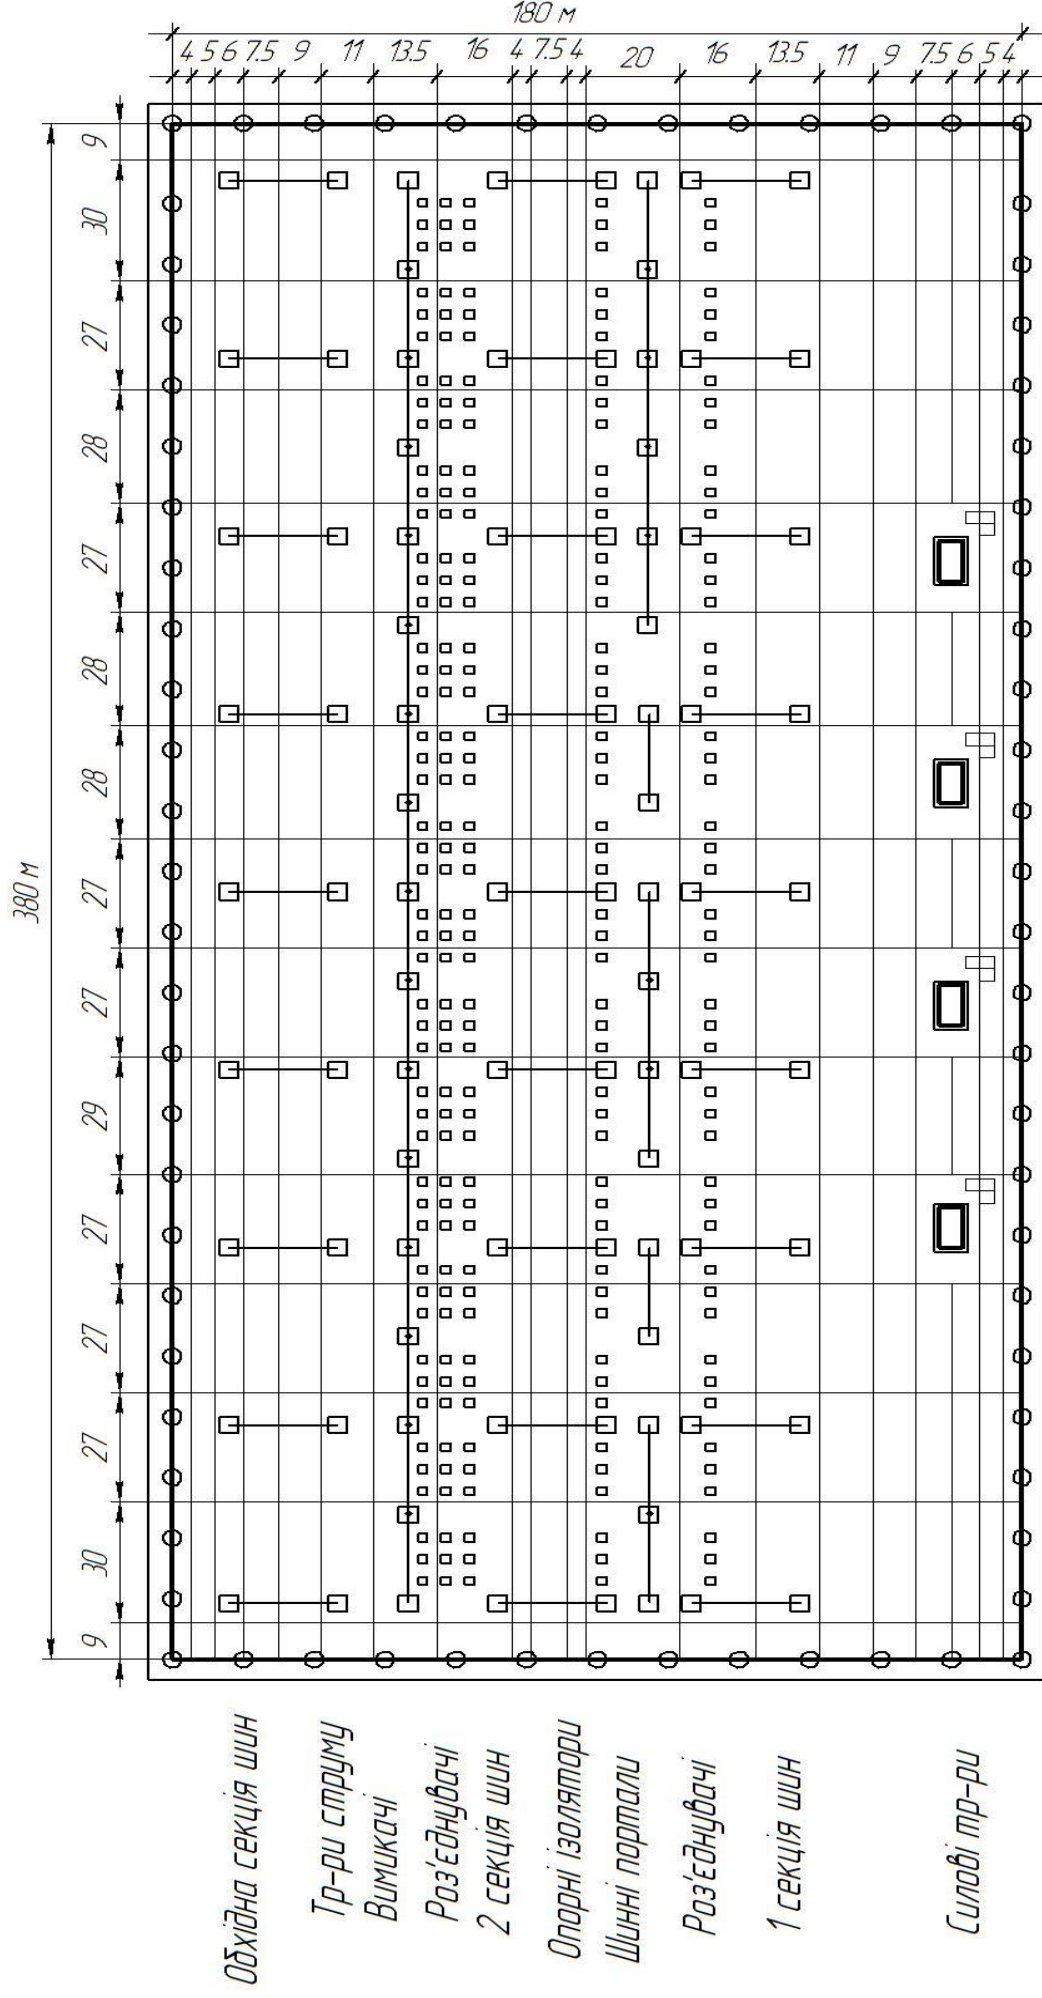 180 м
4 5 6 7.5 9 11 13.5 16 4 7.5 4 20 16 13.5 11 9 7.5 6 5 4
380 м
9
30
27
28
27
28
28
27
27
29
27
27
27
30
9
Обхідна секція шин
Тр-ри струму
Вимикачі
Роз'єднувачі
2 секція шин
Опорні ізолятори
Шинні портали
Роз'єднувачі
1 секція шин
Силові тр-ри